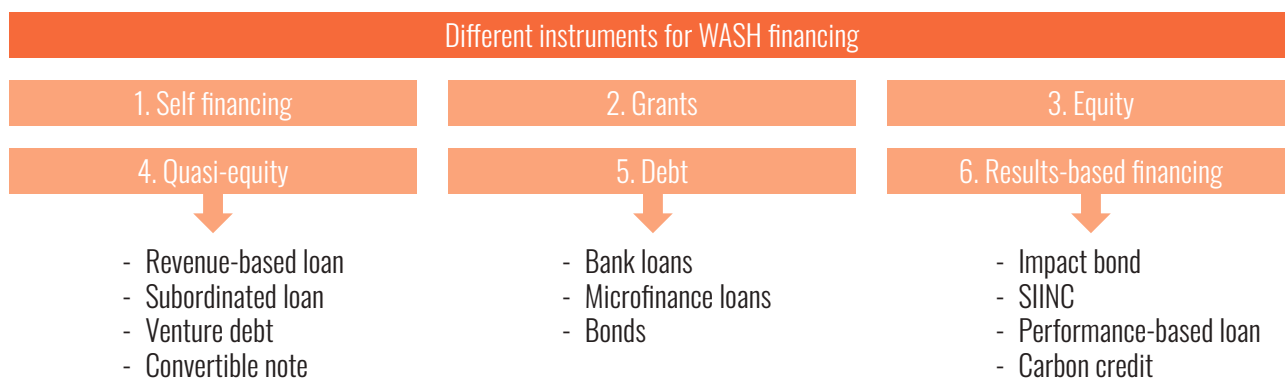 Different instruments for WASH financing
1. Self financing
2. Grants
3. Equity
4. Quasi-equity
5. Debt
6. Results-based financing
- Revenue-based loan
- Subordinated loan
- Venture debt
- Convertible note
- Bank loans
- Microfinance loans
- Bonds
- Impact bond
- SIINC
- Performance-based loan
- Carbon credit